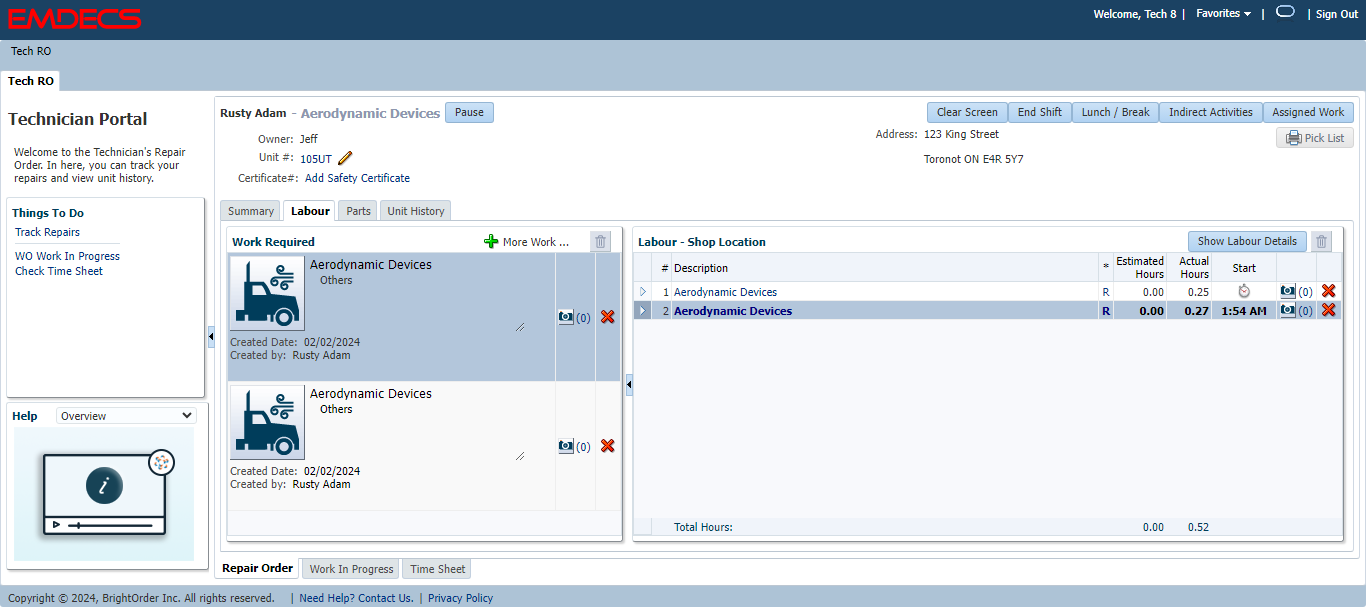 EMDECS
Welcome, Tech 8 | Favorites | | Sign Out
Tech RO
Tech RO
Technician Portal
Welcome to the Technician's Repair
Order. In here, you can track your
repairs and view unit history.
Things To Do
Track Repairs
WO Work In Progress
Check Time Sheet
Help Overview
i
Rusty Adam - Aerodynamic Devices Pause
Clear Screen End Shift Lunch / Break Indirect Activities Assigned Work
Owner: Jeff
Unit #: 105UT
Certificate#: Add Safety Certificate
Address: 123 King Street
Toronot ON E4R 5Y7
Pick List
Summary Labour Parts Unit History
Work Required More Work ...
Aerodynamic Devices
Others
(0)
Created Date: 02/02/2024
Created by: Rusty Adam
Aerodynamic Devices
Others
(0)
Created Date: 02/02/2024
Created by: Rusty Adam
Labour - Shop Location Show Labour Details
# Description * Estimated Hours Actual Hours Start
1 Aerodynamic Devices R 0.00 0.25 (0)
2 Aerodynamic Devices R 0.00 0.27 1:54 AM (0)
Total Hours: 0.00 0.52
Repair Order Work In Progress Time Sheet
Copyright © 2024, BrightOrder Inc. All rights reserved. | Need Help? Contact Us. | Privacy Policy